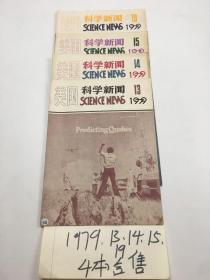 科学新闻 16 1979
SCIENCE NEWS
美国 科学新闻 15
SCIENCE NEWS 1979
美国 科学新闻 14
SCIENCE NEWS 1979
美国 科学新闻 13
SCIENCE NEWS 1979
Predicting Quakes
1979.13.14.15.
16
4本合售